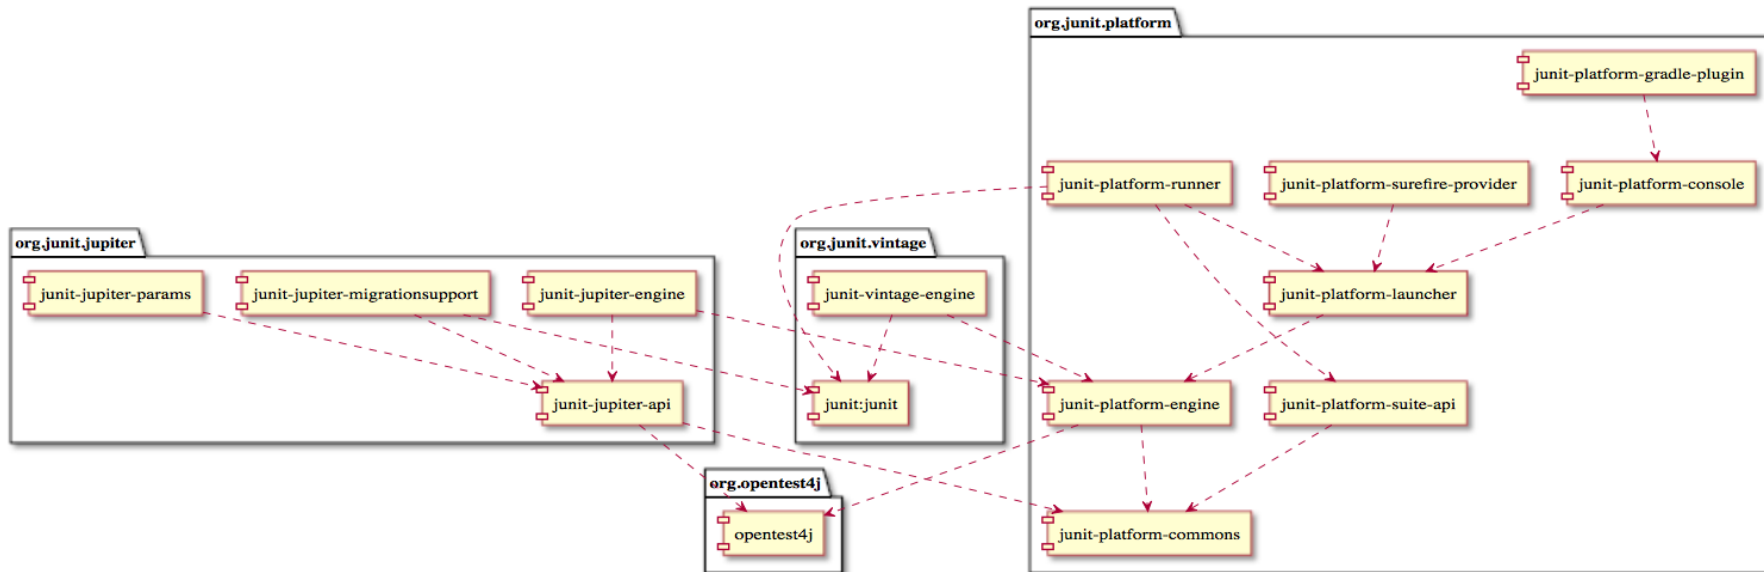 org.junit.platform
junit-platform-gradle-plugin
junit-platform-runner
junit-platform-surefire-provider
junit-platform-console
org.junit.jupiter
org.junit.vintage
junit-jupiter-params
junit-jupiter-migrationsupport
junit-jupiter-engine
junit-vintage-engine
junit-platform-launcher
junit-jupiter-api
junit:junit
junit-platform-engine
junit-platform-suite-api
org.opentest4j
opentest4j
junit-platform-commons